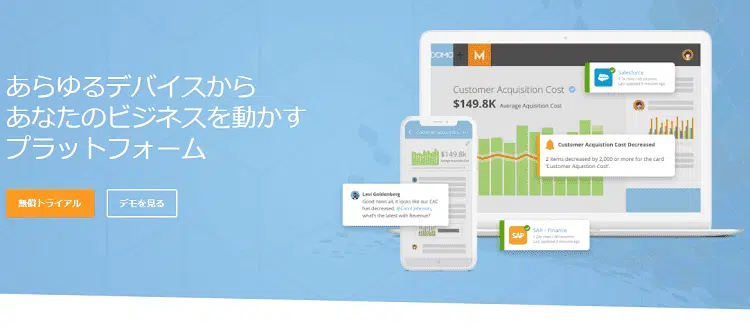 あらゆるデバイスから
あなたのビジネスを動かす
プラットフォーム
無償トライアル
デモを見る
DOMO
M
Customer Acquisition Cost
$149.8K Average Aquisition Cost
Salesforce
Customer Acquistion Cost Decreased
2 items decreased by 2,000 or more for the card
'Customer Aquistion Cost'.
$149.8k
Levi Goldenberg
Good news all, it looks like our CAC
has decreased. @Carol Johnson,
what's the latest with Revenue?
SAP
SAP - Finance